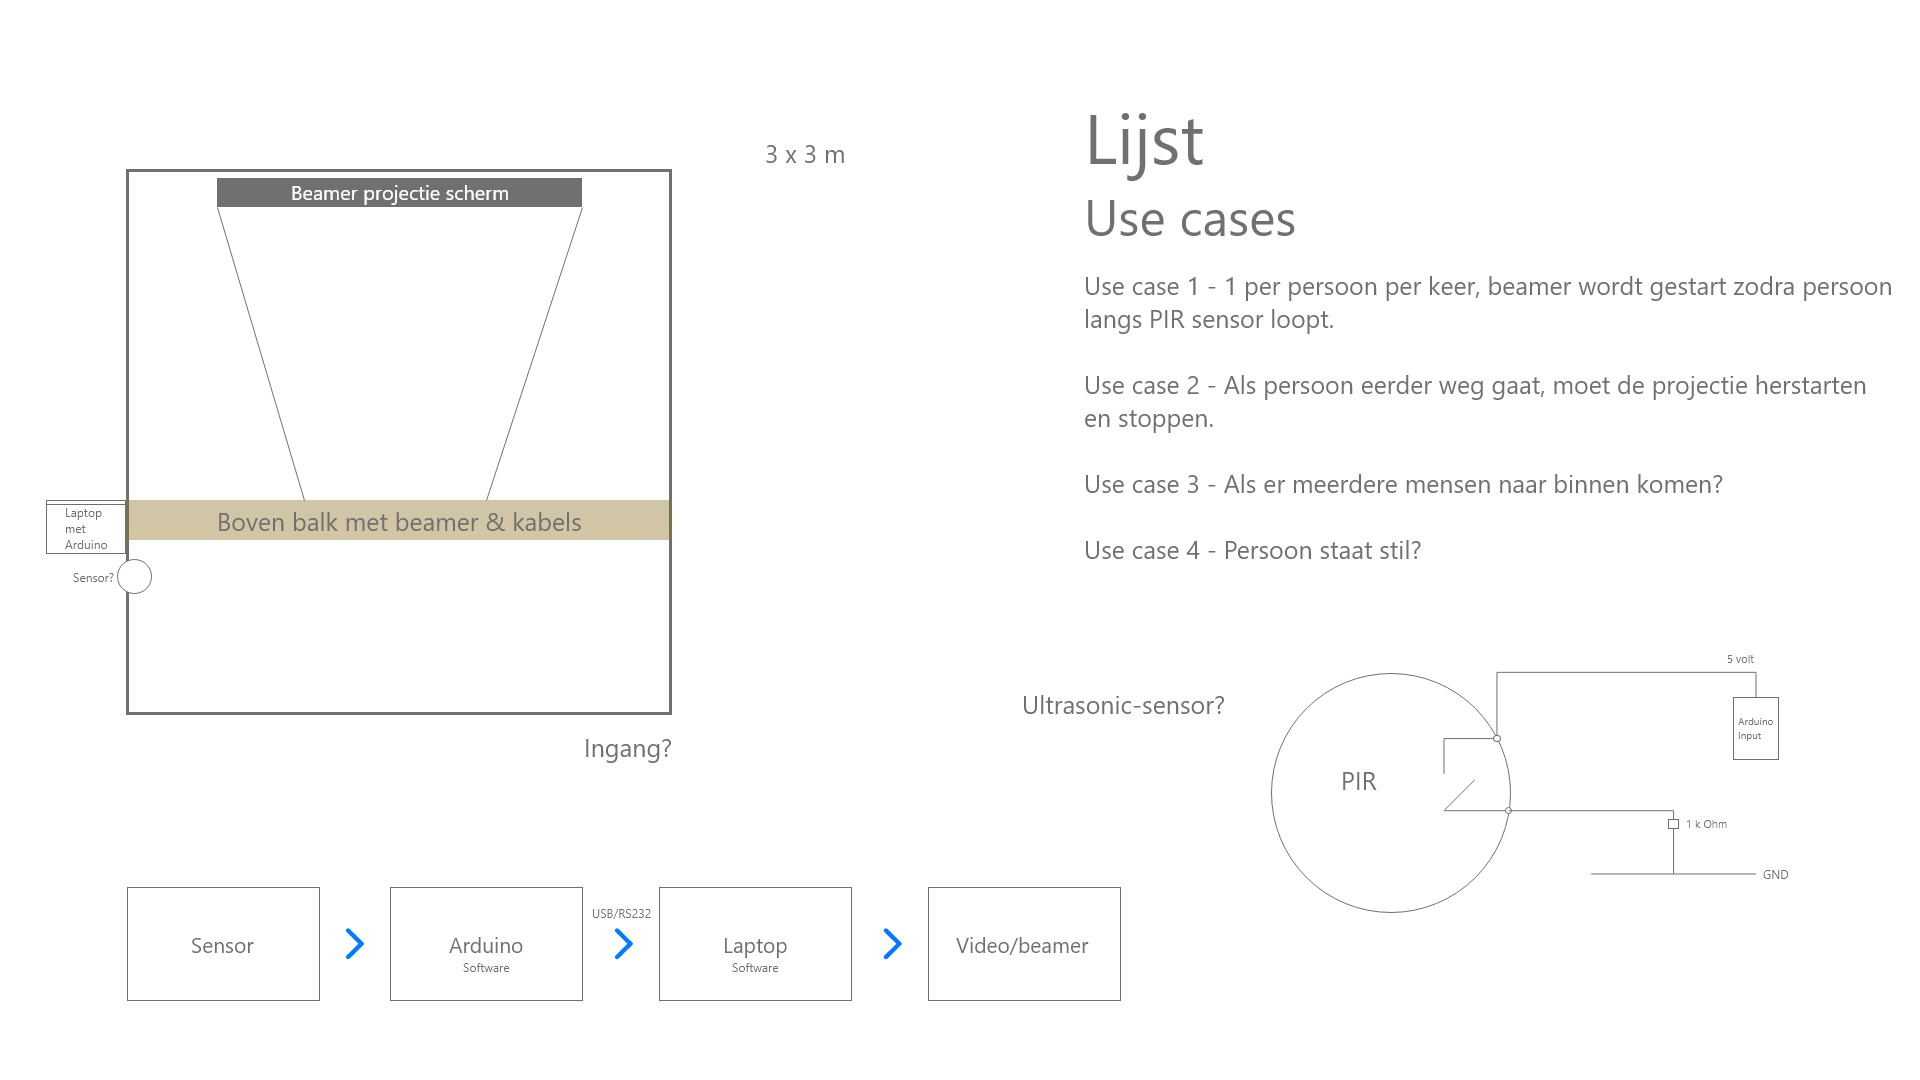 3 x 3 m
Beamer projectie scherm
Boven balk met beamer & kabels
Laptop
met
Arduino
Sensor?
Ingang?
Lijst
Use cases
Use case 1 - 1 per persoon per keer, beamer wordt gestart zodra persoon
langs PIR sensor loopt.
Use case 2 - Als persoon eerder weg gaat, moet de projectie herstarten
en stoppen.
Use case 3 - Als er meerdere mensen naar binnen komen?
Use case 4 - Persoon staat stil?
Ultrasonic-sensor?
PIR
5 volt
Arduino
Input
1 k Ohm
GND
Sensor
Arduino
Software
USB/RS232
Laptop
Software
Video/beamer